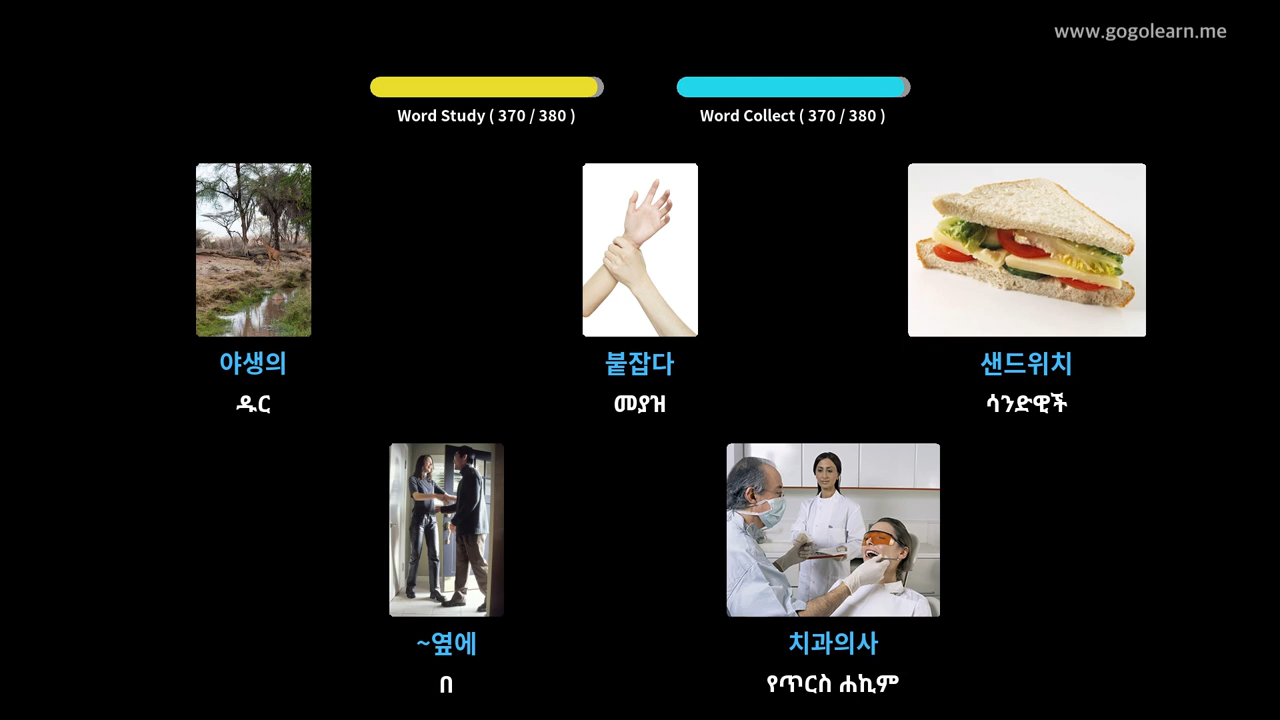 www.gogolearn.me
Word Study ( 370 / 380 )
Word Collect ( 370 / 380 )
야생의
붙잡다
샌드위치
ዱር
መያዝ
ሳንድዊች
~옆에
치과의사
በ
የጥርስ ሐኪም